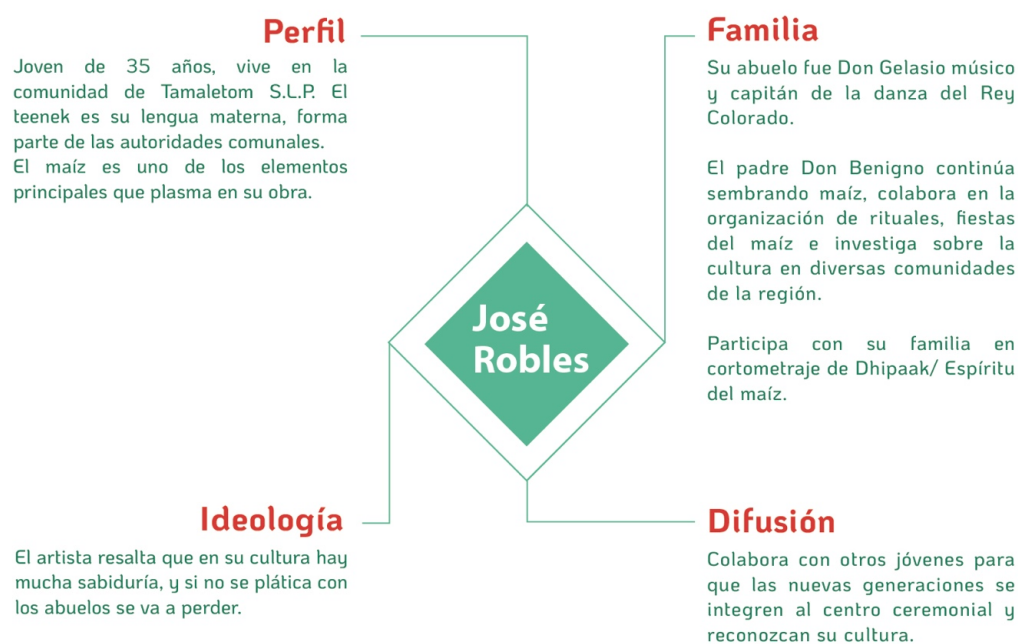 Perfil
Joven de 35 años, vive en la
comunidad de Tamaletom S.L.P. El
teenek es su lengua materna, forma
parte de las autoridades comunales.
El maíz es uno de los elementos
principales que plasma en su obra.
Familia
Su abuelo fue Don Gelasio músico
y capitán de la danza del Rey
Colorado.
El padre Don Benigno continúa
sembrando maíz, colabora en la
organización de rituales, fiestas
del maíz e investiga sobre la
cultura en diversas comunidades
de la región.
Participa con su familia en
cortometraje de Dhipaak/ Espíritu
del maíz.
José
Robles
Ideología
El artista resalta que en su cultura hay
mucha sabiduría, y si no se plática con
los abuelos se va a perder.
Difusión
Colabora con otros jóvenes para
que las nuevas generaciones se
integren al centro ceremonial y
reconozcan su cultura.